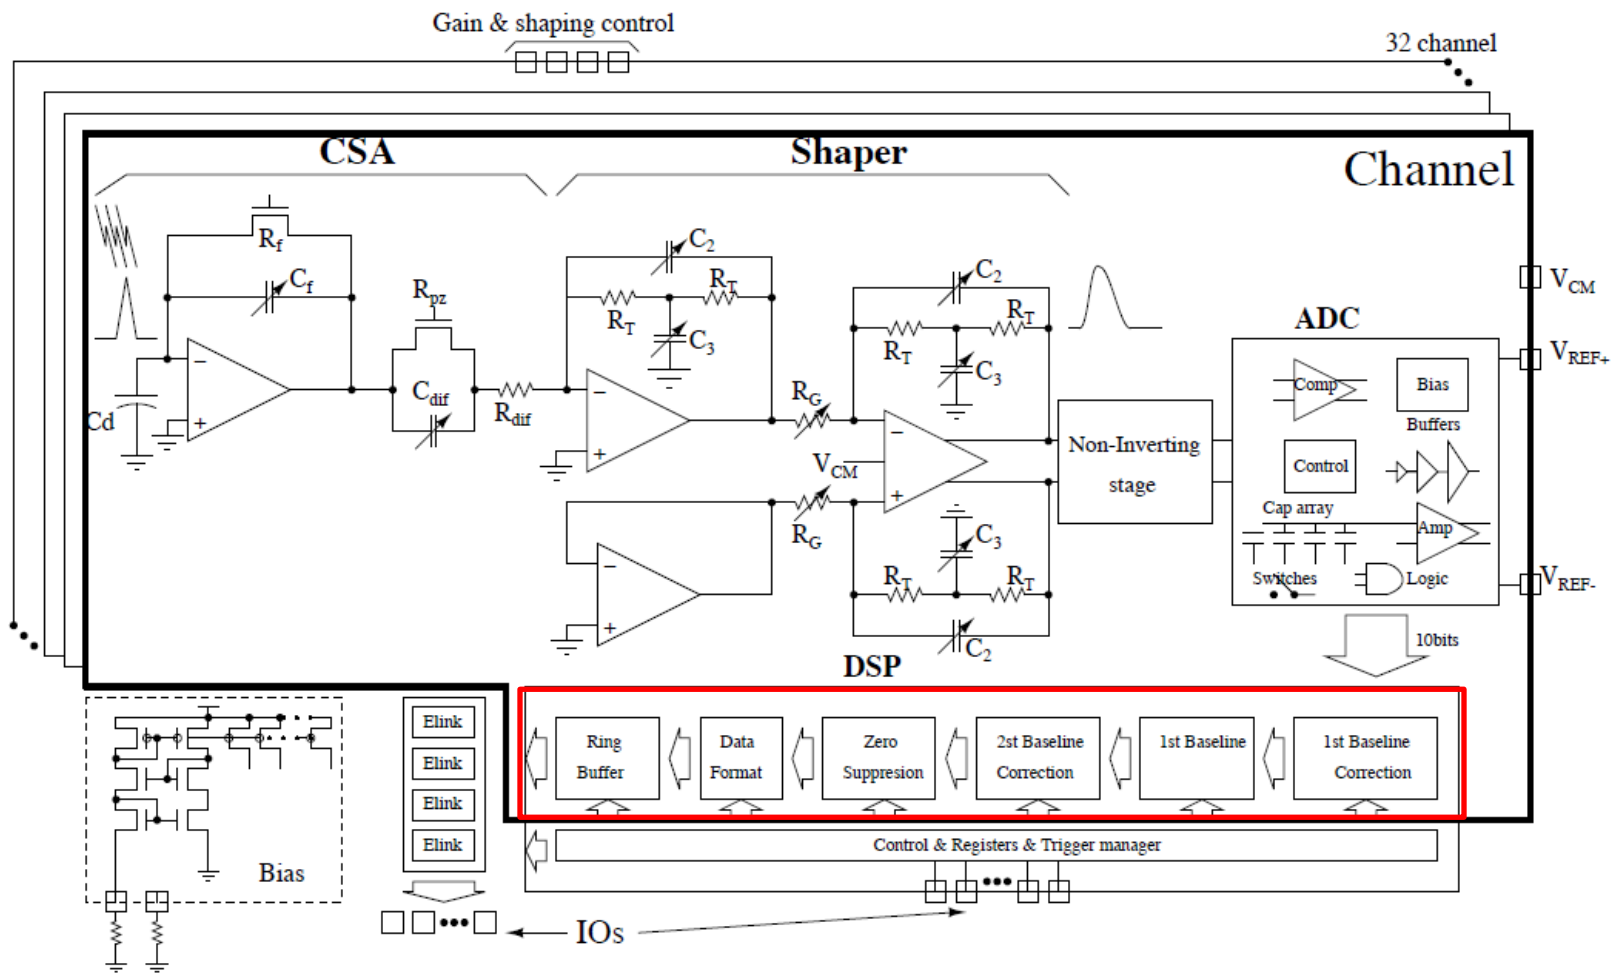 Gain & shaping control
32 channel
CSA
Shaper
Channel
Rf
Cf
Rpz
Cdif
Rdif
Cd
−
+
C2
RT
RT
C3
−
+
RG
VCM
RG
−
+
C2
RT
RT
C3
−
+
C3
RT
RT
C2
Non-Inverting
stage
ADC
Comp
Bias
Buffers
Control
Cap array
Amp
Switches
Logic
VCM
VREF+
VREF-
10bits
DSP
Ring
Buffer
Data
Format
Zero
Suppresion
2st Baseline
Correction
1st Baseline
1st Baseline
Correction
Control & Registers & Trigger manager
Elink
Elink
Elink
Elink
Bias
IOs